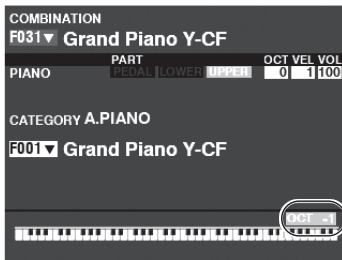 COMBINATION
F031▼ Grand Piano Y-CF
PART OCT VEL VOL
PIANO PEDAL LOWER UPPER 0 1 100
CATEGORY A.PIANO
F001▼ Grand Piano Y-CF
OCT -1